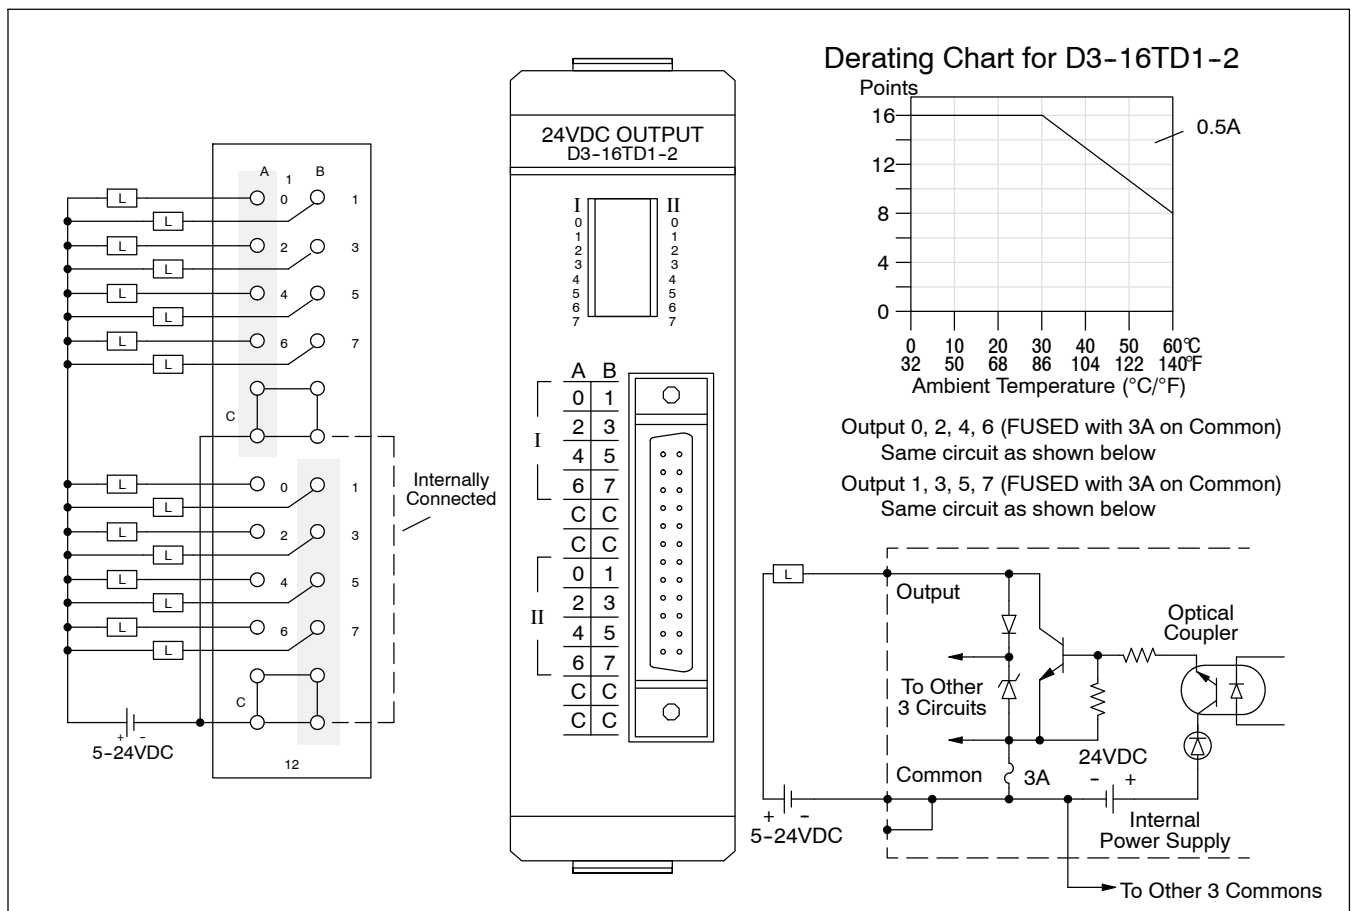 A 1 B
L
0
1
L
L
2
3
L
L
4
5
L
L
6
7
L
C
L
0
1
L
L
2
3
L
L
4
5
L
L
6
7
L
C
+ -
5-24VDC
12
Internally
Connected
24VDC OUTPUT
D3-16TD1-2
I II
0 0
1 1
2 2
3 3
4 4
5 5
6 6
7 7
A B
I
0 1
2 3
4 5
6 7
C C
C C
II
0 1
2 3
4 5
6 7
C C
C C
Derating Chart for D3-16TD1-2
Points
16
12
8
4
0
0.5A
0 10 20 30 40 50 60°C
32 50 68 86 104 122 140°F
Ambient Temperature (°C/°F)
Output 0, 2, 4, 6 (FUSED with 3A on Common)
Same circuit as shown below
Output 1, 3, 5, 7 (FUSED with 3A on Common)
Same circuit as shown below
L
Output
Optical
Coupler
To Other
3 Circuits
Common
3A
24VDC
- +
+ -
5-24VDC
Internal
Power Supply
To Other 3 Commons